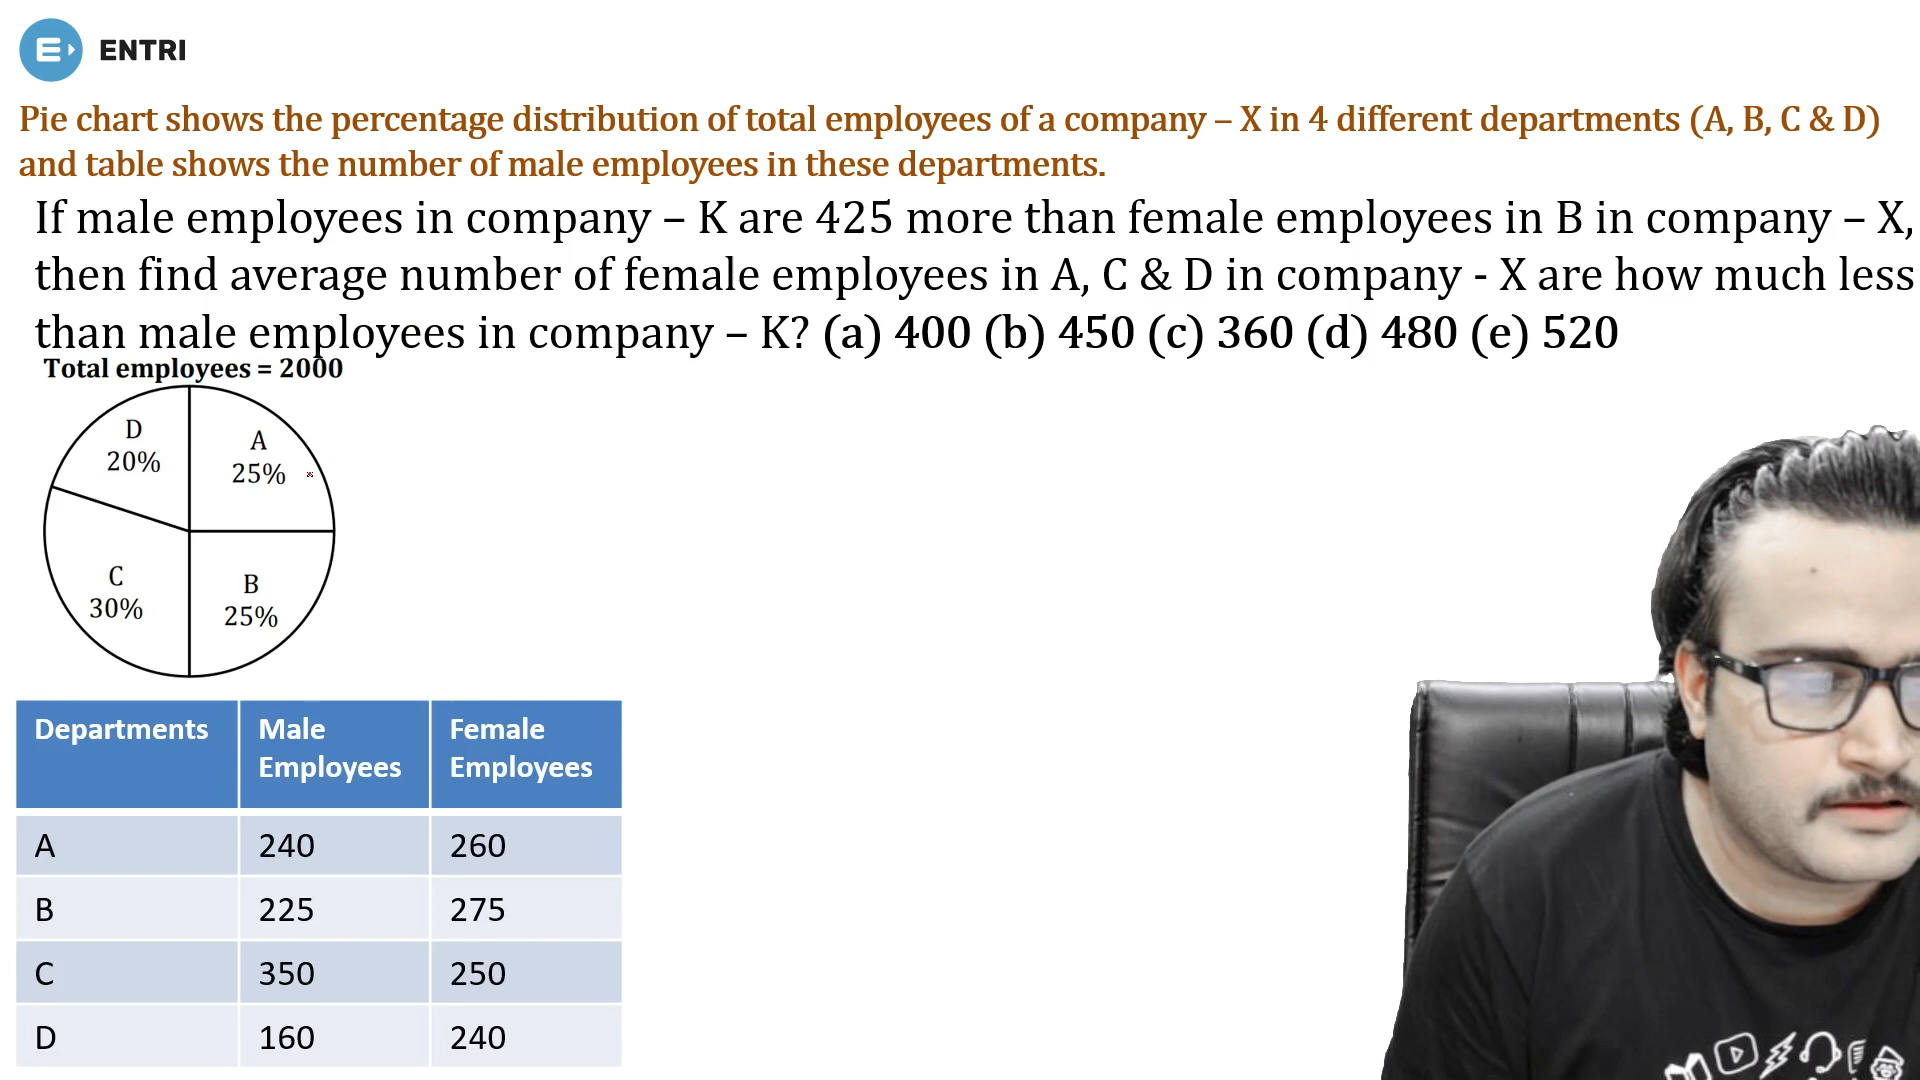 ENTRI
Pie chart shows the percentage distribution of total employees of a company – X in 4 different departments (A, B, C & D)
and table shows the number of male employees in these departments.
If male employees in company – K are 425 more than female employees in B in company – X,
then find average number of female employees in A, C & D in company - X are how much less
than male employees in company – K? (a) 400 (b) 450 (c) 360 (d) 480 (e) 520
Total employees = 2000
D
20%
A
25%
C
30%
B
25%
Departments Male Employees Female Employees
A 240 260
B 225 275
C 350 250
D 160 240